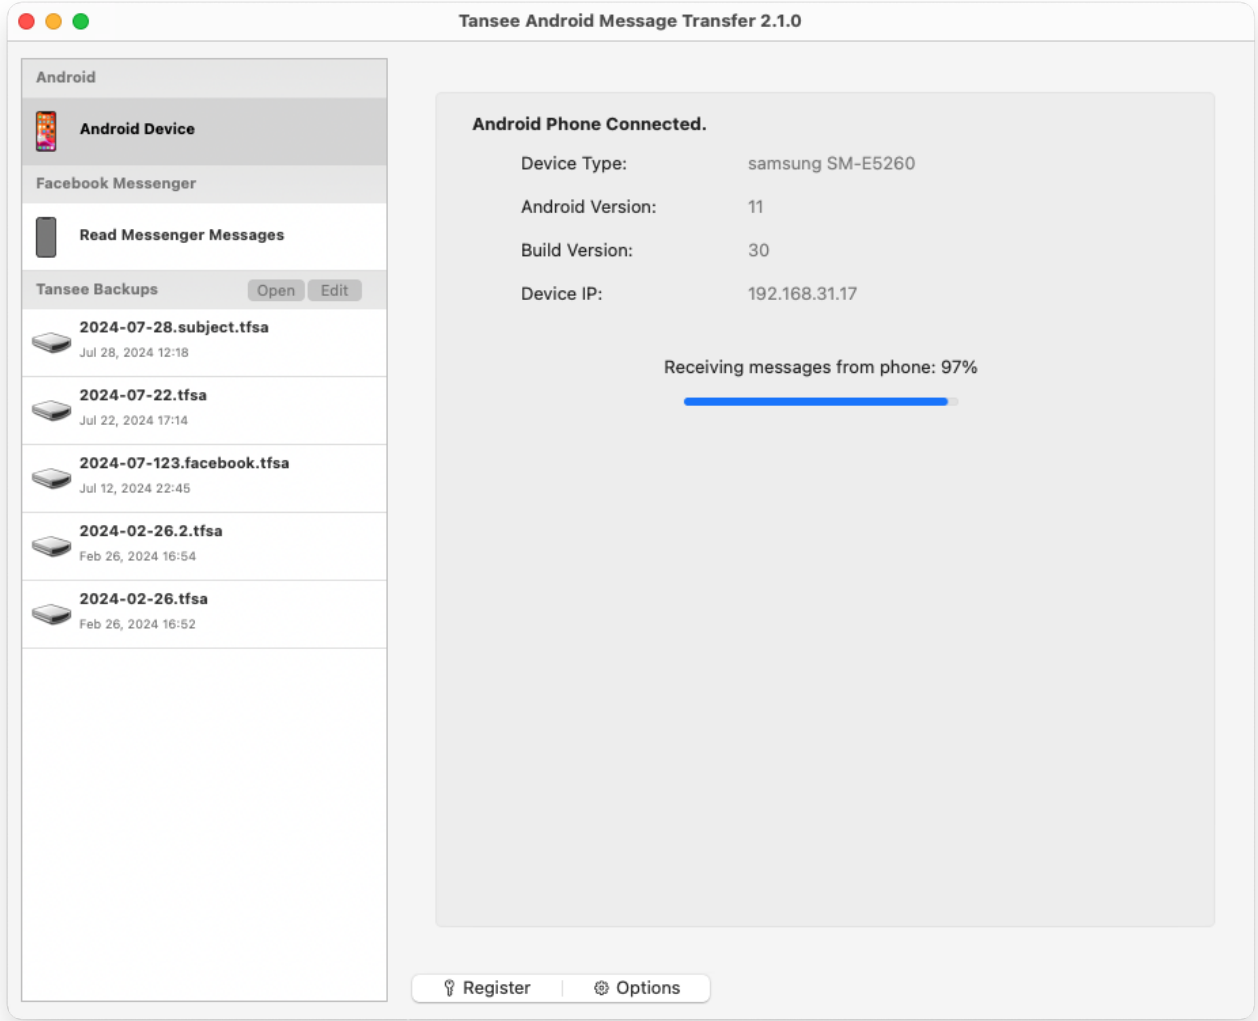 Tansee Android Message Transfer 2.1.0
Android
Android Device
Facebook Messenger
Read Messenger Messages
Tansee Backups Open Edit
2024-07-28.subject.tfsa
Jul 28, 2024 12:18
2024-07-22.tfsa
Jul 22, 2024 17:14
2024-07-123.facebook.tfsa
Jul 12, 2024 22:45
2024-02-26.2.tfsa
Feb 26, 2024 16:54
2024-02-26.tfsa
Feb 26, 2024 16:52
Android Phone Connected.
Device Type: samsung SM-E5260
Android Version: 11
Build Version: 30
Device IP: 192.168.31.17
Receiving messages from phone: 97%
Register Options